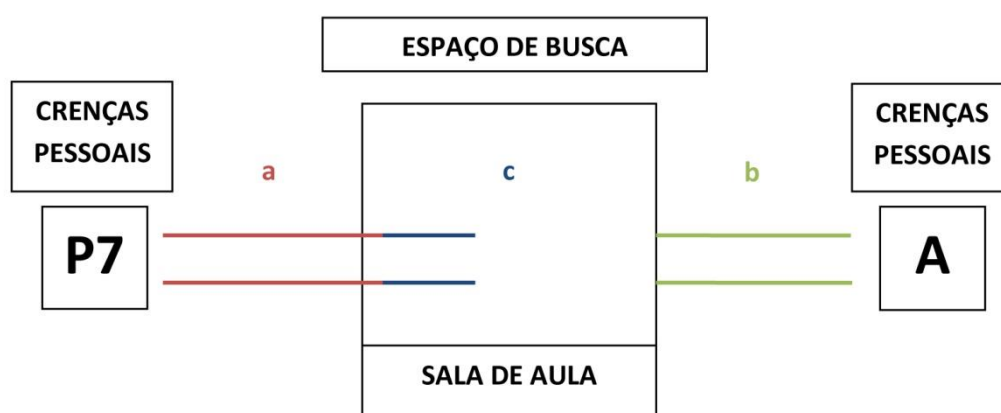 ESPAÇO DE BUSCA
CRENÇAS
PESSOAIS
CRENÇAS
PESSOAIS
a
c
b
P7
A
SALA DE AULA